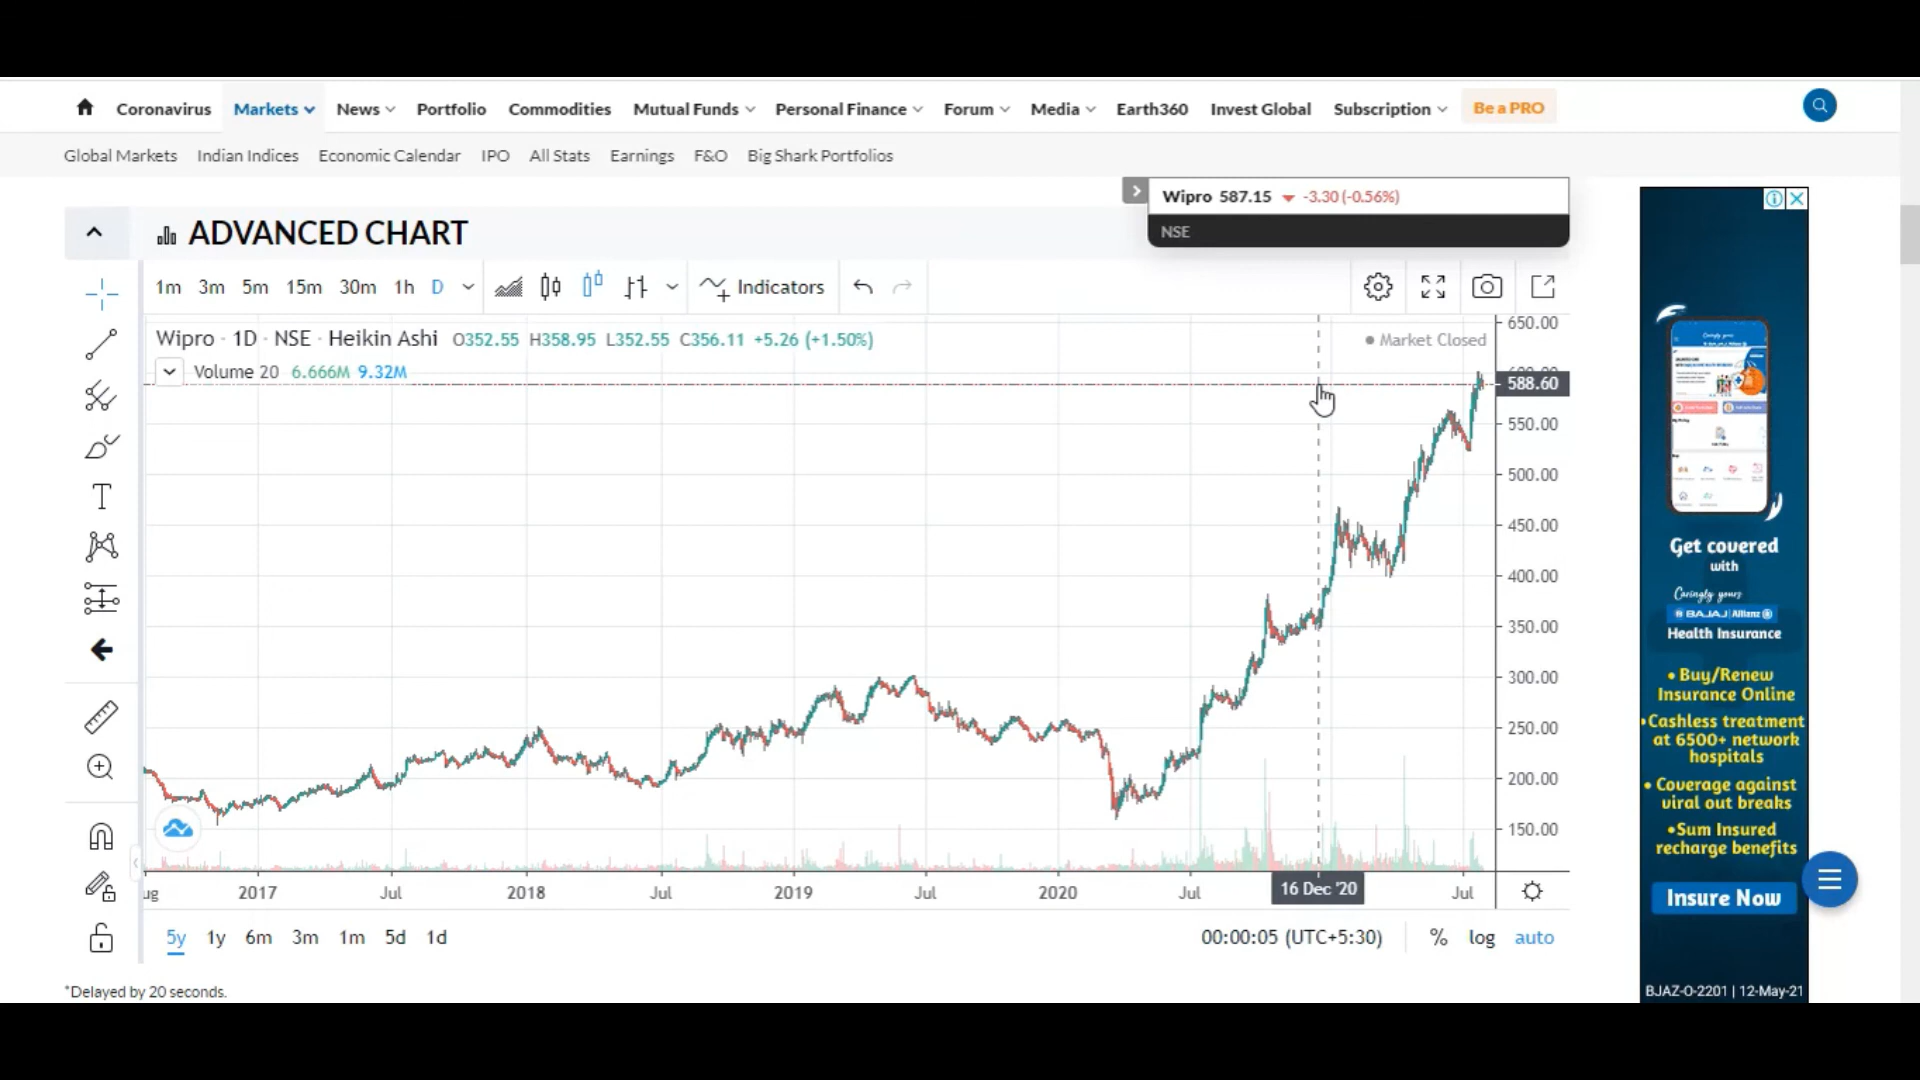 Coronavirus Markets News Portfolio Commodities Mutual Funds Personal Finance Forum Media Earth360 Invest Global Subscription Be a PRO
Global Markets Indian Indices Economic Calendar IPO All Stats Earnings F&O Big Shark Portfolios
Wipro 587.15 -3.30 (-0.56%)
NSE
ADVANCED CHART
1m 3m 5m 15m 30m 1h D Indicators
Wipro · 1D · NSE · Heikin Ashi O352.55 H358.95 L352.55 C356.11 +5.26 (+1.50%)
Market Closed
Volume 20 6.666M 9.32M
650.00
588.60
550.00
500.00
450.00
400.00
350.00
300.00
250.00
200.00
150.00
ug 2017 Jul 2018 Jul 2019 Jul 2020 Jul 16 Dec '20 Jul
5y 1y 6m 3m 1m 5d 1d 00:00:05 (UTC+5:30) % log auto
*Delayed by 20 seconds.
Get covered
with
Caringly yours
BAJAJ Allianz
Health Insurance
• Buy/Renew
Insurance Online
•Cashless treatment
at 6500+ network
hospitals
• Coverage against
viral out breaks
•Sum Insured
recharge benefits
Insure Now
BJAZ-O-2201 | 12-May-21